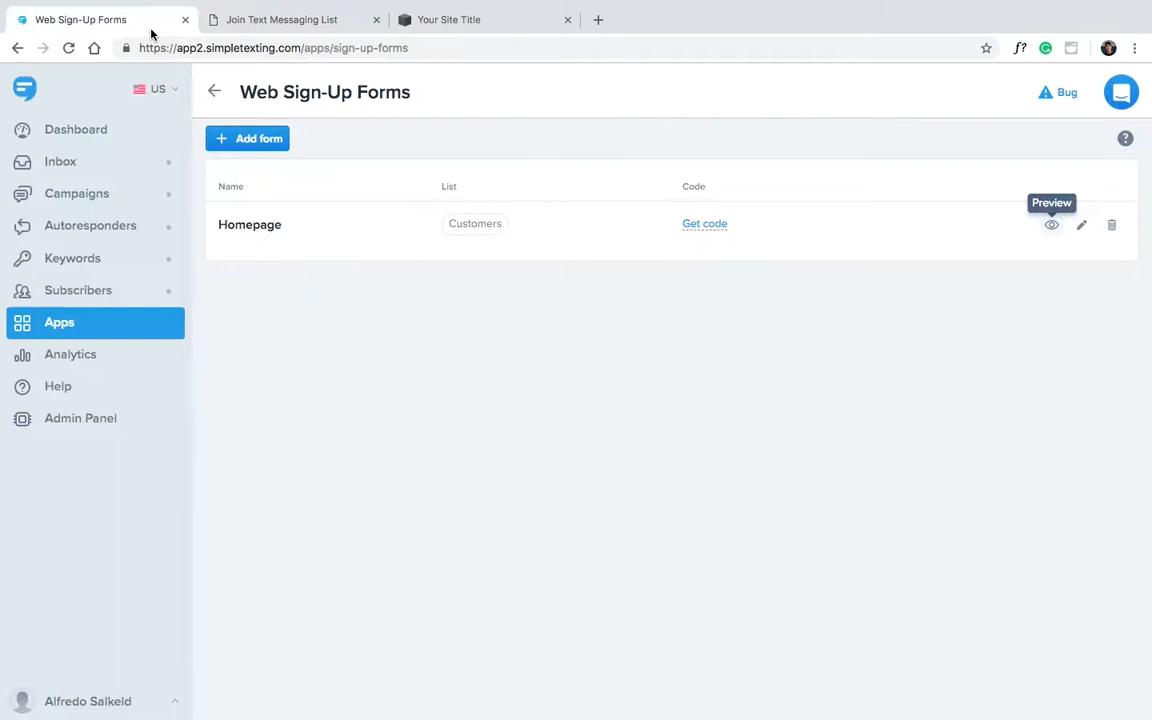 Web Sign-Up Forms
Join Text Messaging List
Your Site Title
https://app2.simpletexting.com/apps/sign-up-forms
f?
US
Web Sign-Up Forms
Bug
Dashboard
Add form
Inbox
Campaigns
Name List Code
Preview
Homepage Customers Get code
Autoresponders
Keywords
Subscribers
Apps
Analytics
Help
Admin Panel
Alfredo Salkeld